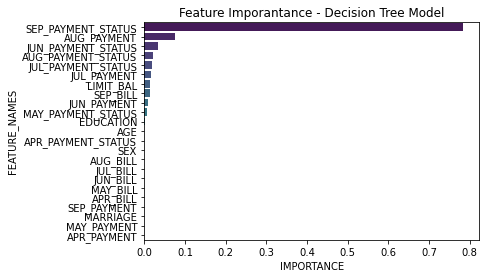 Feature Imporantance - Decision Tree Model
SEP_PAYMENT_STATUS
AUG_PAYMENT
JUN_PAYMENT_STATUS
AUG_PAYMENT_STATUS
JUL_PAYMENT_STATUS
JUL_PAYMENT
LIMIT_BAL
SEP_BILL
JUN_PAYMENT
MAY_PAYMENT_STATUS
EDUCATION
AGE
APR_PAYMENT_STATUS
SEX
AUG_BILL
JUL_BILL
JUN_BILL
MAY_BILL
APR_BILL
SEP_PAYMENT
MARRIAGE
MAY_PAYMENT
APR_PAYMENT
FEATURE_NAMES
0.0 0.1 0.2 0.3 0.4 0.5 0.6 0.7 0.8
IMPORTANCE